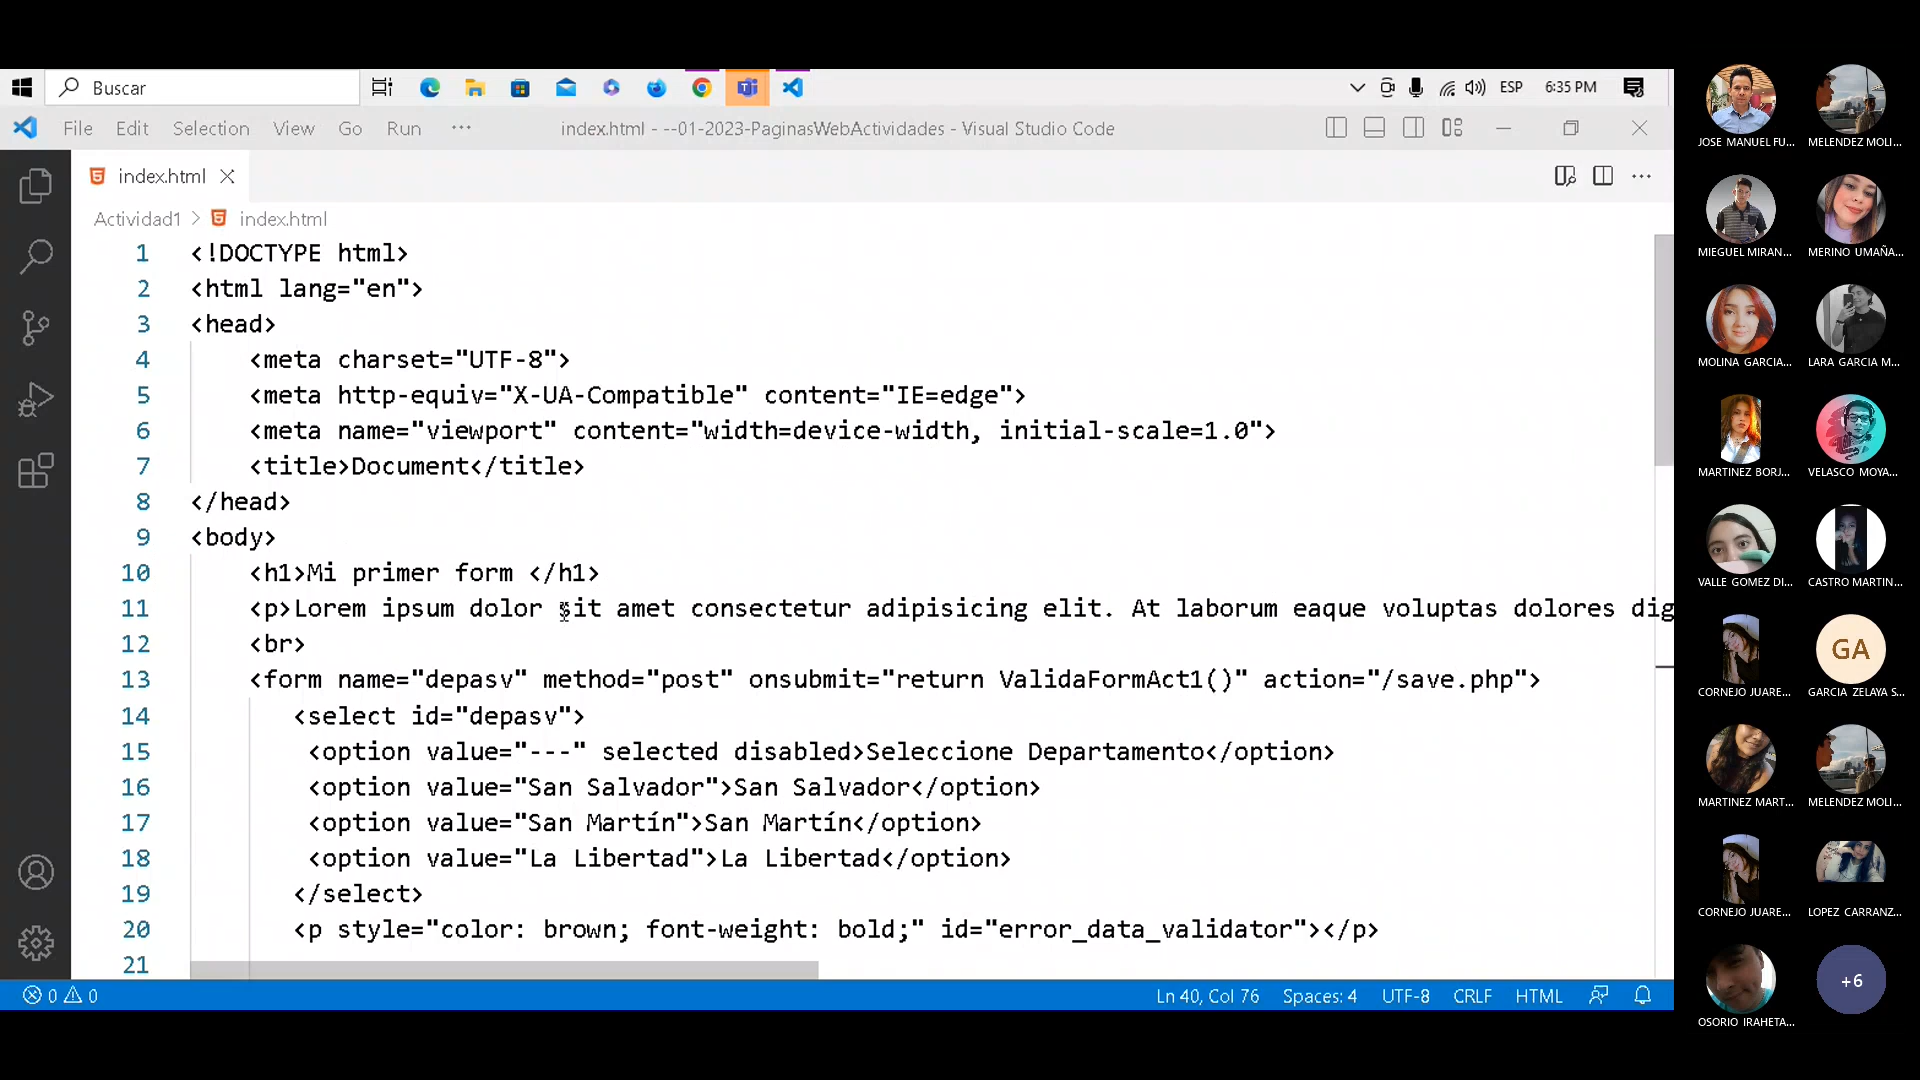 Buscar
ESP
6:35 PM
File Edit Selection View Go Run ···
index.html - --01-2023-PaginasWebActividades - Visual Studio Code
index.html
Actividad1 > index.html
1 <!DOCTYPE html>
2 <html lang="en">
3 <head>
4 <meta charset="UTF-8">
5 <meta http-equiv="X-UA-Compatible" content="IE=edge">
6 <meta name="viewport" content="width=device-width, initial-scale=1.0">
7 <title>Document</title>
8 </head>
9 <body>
10 <h1>Mi primer form </h1>
11 <p>Lorem ipsum dolor sit amet consectetur adipisicing elit. At laborum eaque voluptas dolores dig
12 <br>
13 <form name="depasv" method="post" onsubmit="return ValidaFormAct1()" action="/save.php">
14 <select id="depasv">
15 <option value="---" selected disabled>Seleccione Departamento</option>
16 <option value="San Salvador">San Salvador</option>
17 <option value="San Martín">San Martín</option>
18 <option value="La Libertad">La Libertad</option>
19 </select>
20 <p style="color: brown; font-weight: bold;" id="error_data_validator"></p>
21
0 0
Ln 40, Col 76 Spaces: 4 UTF-8 CRLF HTML
JOSE MANUEL FU... MELENDEZ MOLI...
MIEGUEL MIRAN... MERINO UMAÑA...
MOLINA GARCIA... LARA GARCIA M...
MARTINEZ BORJ... VELASCO MOYA...
VALLE GOMEZ DI... CASTRO MARTIN...
GA
CORNEJO JUARE... GARCIA ZELAYA S...
MARTINEZ MART... MELENDEZ MOLI...
CORNEJO JUARE... LOPEZ CARRANZ...
+6
OSORIO IRAHETA...